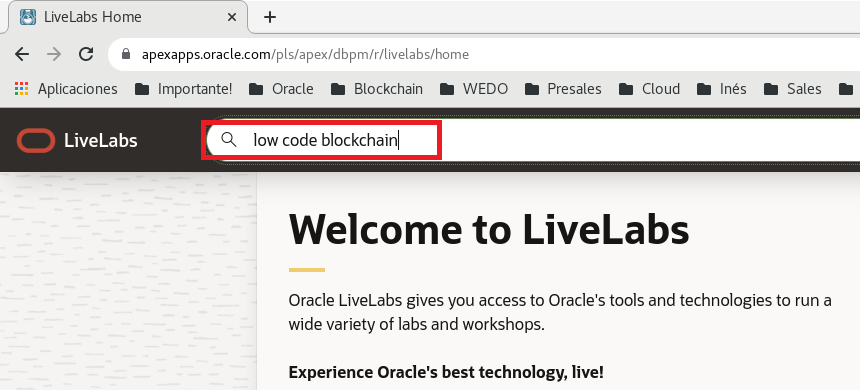 LiveLabs Home
apexapps.oracle.com/pls/apex/dbpm/r/livelabs/home
Aplicaciones Importante! Oracle Blockchain WEDO Presales Cloud Inés Sales
LiveLabs low code blockchain
Welcome to LiveLabs
Oracle LiveLabs gives you access to Oracle's tools and technologies to run a
wide variety of labs and workshops.
Experience Oracle's best technology, live!